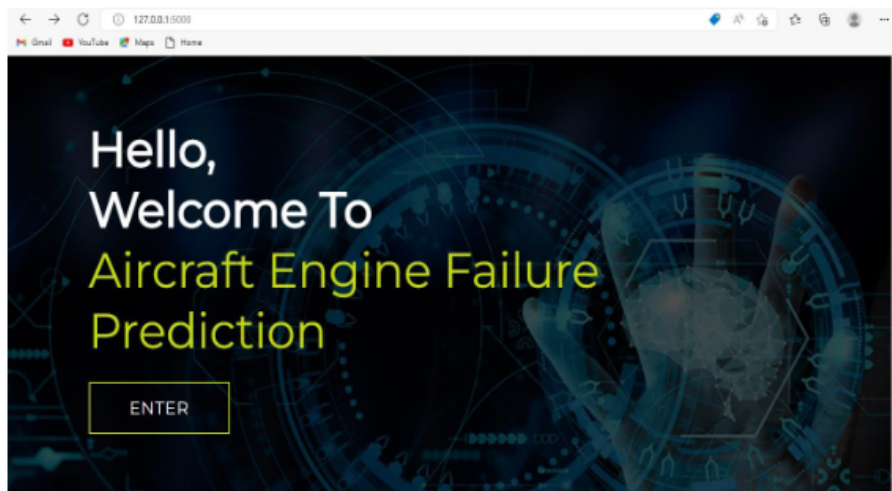 127.0.0.1:5000
Gmail YouTube Maps Home
Hello,
Welcome To
Aircraft Engine Failure
Prediction
ENTER